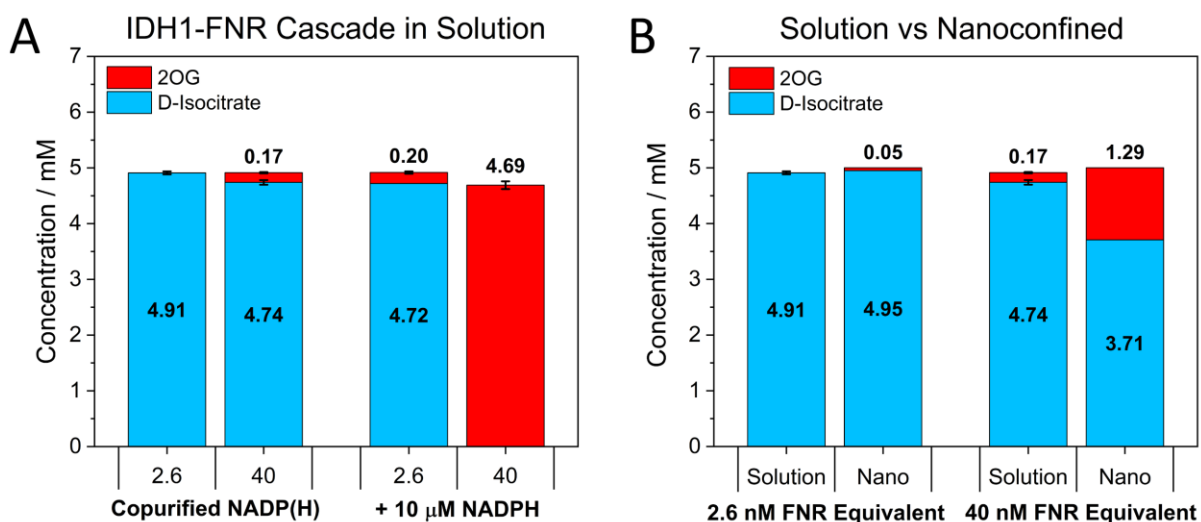 A
IDH1-FNR Cascade in Solution
Concentration / mM
7
6
5
4
3
2
1
0
2OG
D-Isocitrate
0.17
0.20
4.69
4.91
4.74
4.72
2.6
40
2.6
40
Copurified NADP(H)
+ 10 μM NADPH
B
Solution vs Nanoconfined
Concentration / mM
7
6
5
4
3
2
1
0
2OG
D-Isocitrate
0.05
0.17
1.29
4.91
4.95
4.74
3.71
Solution
Nano
Solution
Nano
2.6 nM FNR Equivalent
40 nM FNR Equivalent